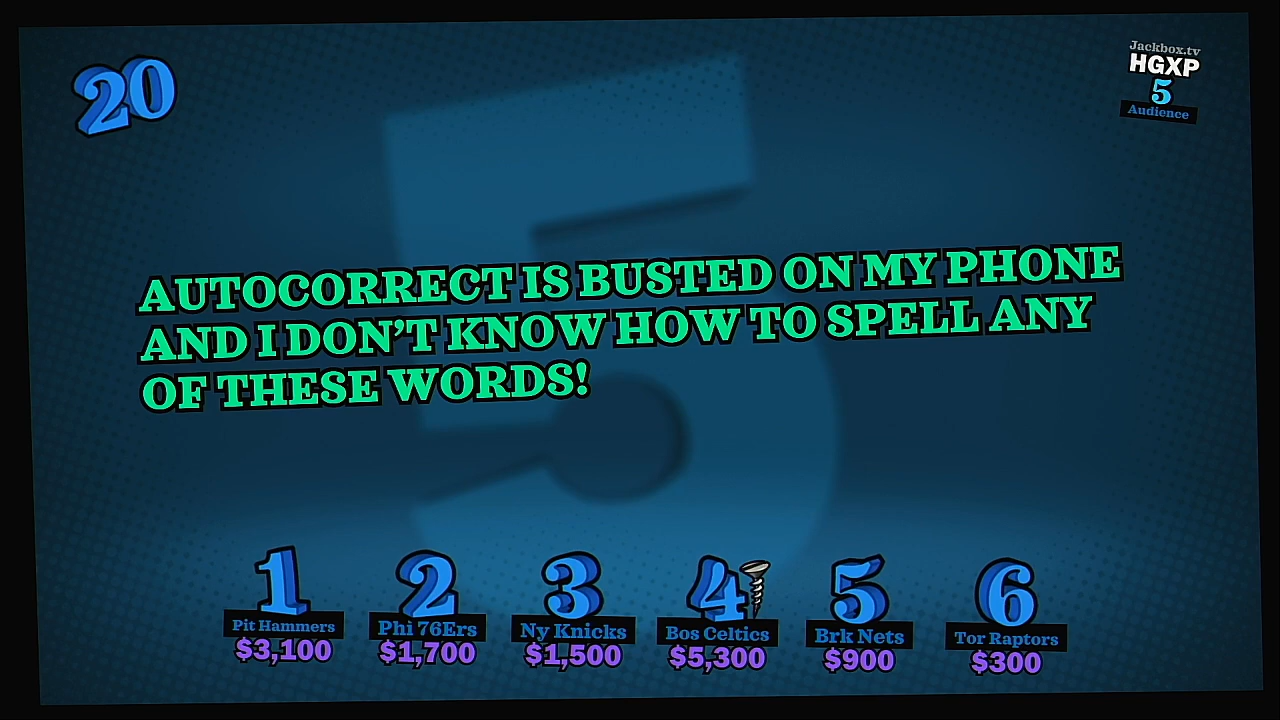 20
Jackbox.tv
HGXP
5
Audience
5
AUTOCORRECT IS BUSTED ON MY PHONE
AND I DON'T KNOW HOW TO SPELL ANY
OF THESE WORDS!
1
Pit Hammers
$3,100
2
Phi 76Ers
$1,700
3
Ny Knicks
$1,500
4
Bos Celtics
$5,300
5
Brk Nets
$900
6
Tor Raptors
$300